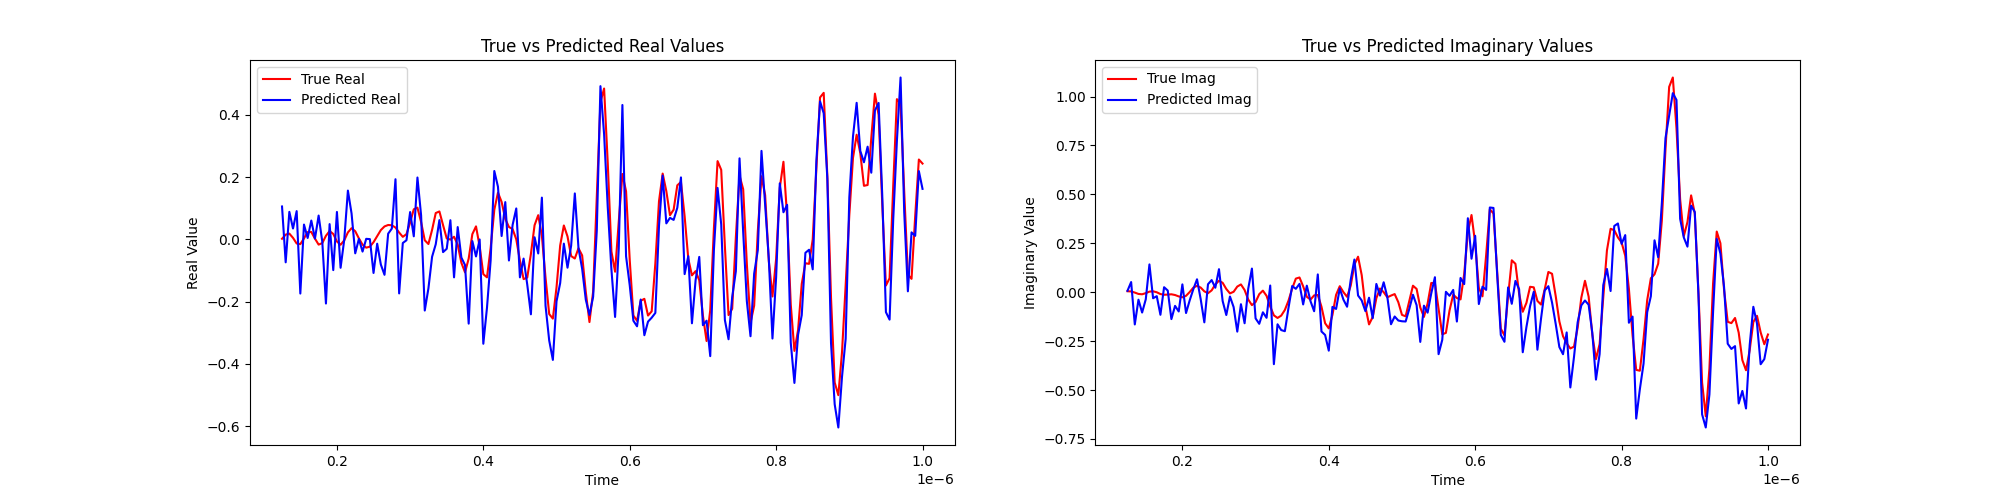 True vs Predicted Real Values
True Real
Predicted Real
Real Value
0.4
0.2
0.0
−0.2
−0.4
−0.6
0.2
0.4
0.6
0.8
1.0
1e−6
Time
True vs Predicted Imaginary Values
True Imag
Predicted Imag
Imaginary Value
1.00
0.75
0.50
0.25
0.00
−0.25
−0.50
−0.75
0.2
0.4
0.6
0.8
1.0
1e−6
Time